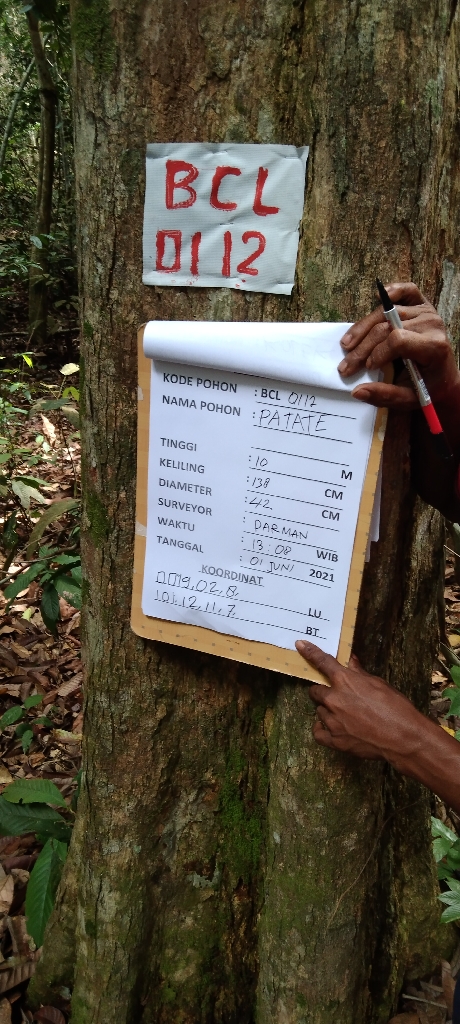 BCL
0112
KODE POHON : BCL 0112
NAMA POHON : PATATE
TINGGI : 10 M
KELILING : 138 CM
DIAMETER : 42 CM
SURVEYOR : DARMAN
WAKTU : 13:08 WIB
TANGGAL : 01 JUNI 2021
KOORDINAT
00.19.02,8, LU
101.12.11,7, BT